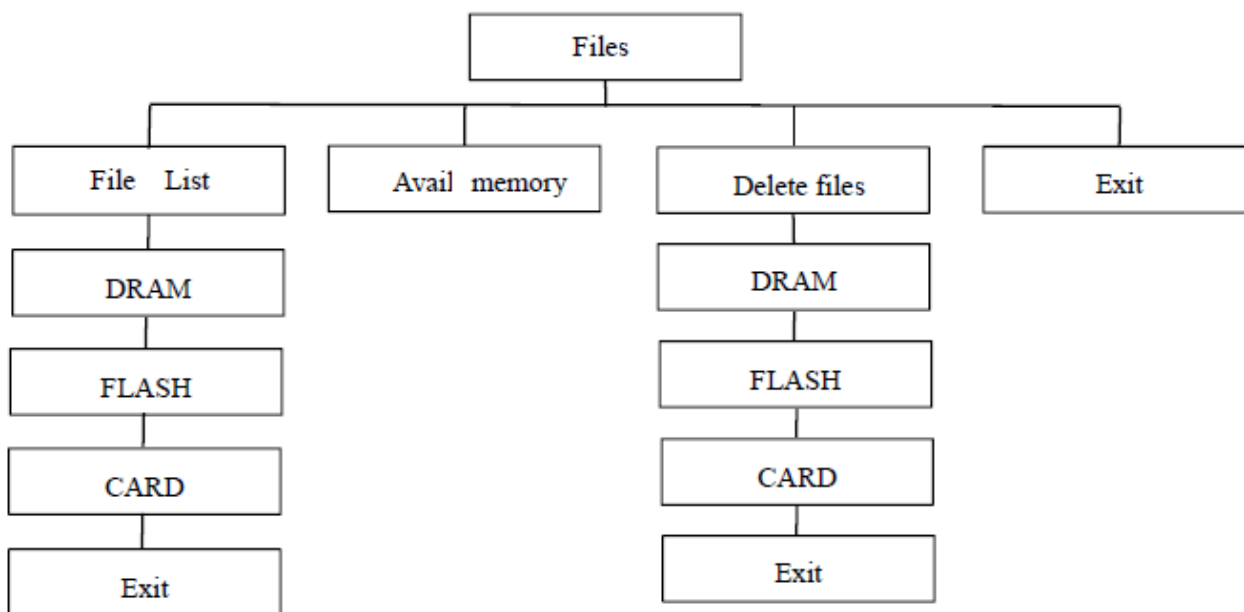 Files
File List
Avail memory
Delete files
Exit
DRAM
DRAM
FLASH
FLASH
CARD
CARD
Exit
Exit